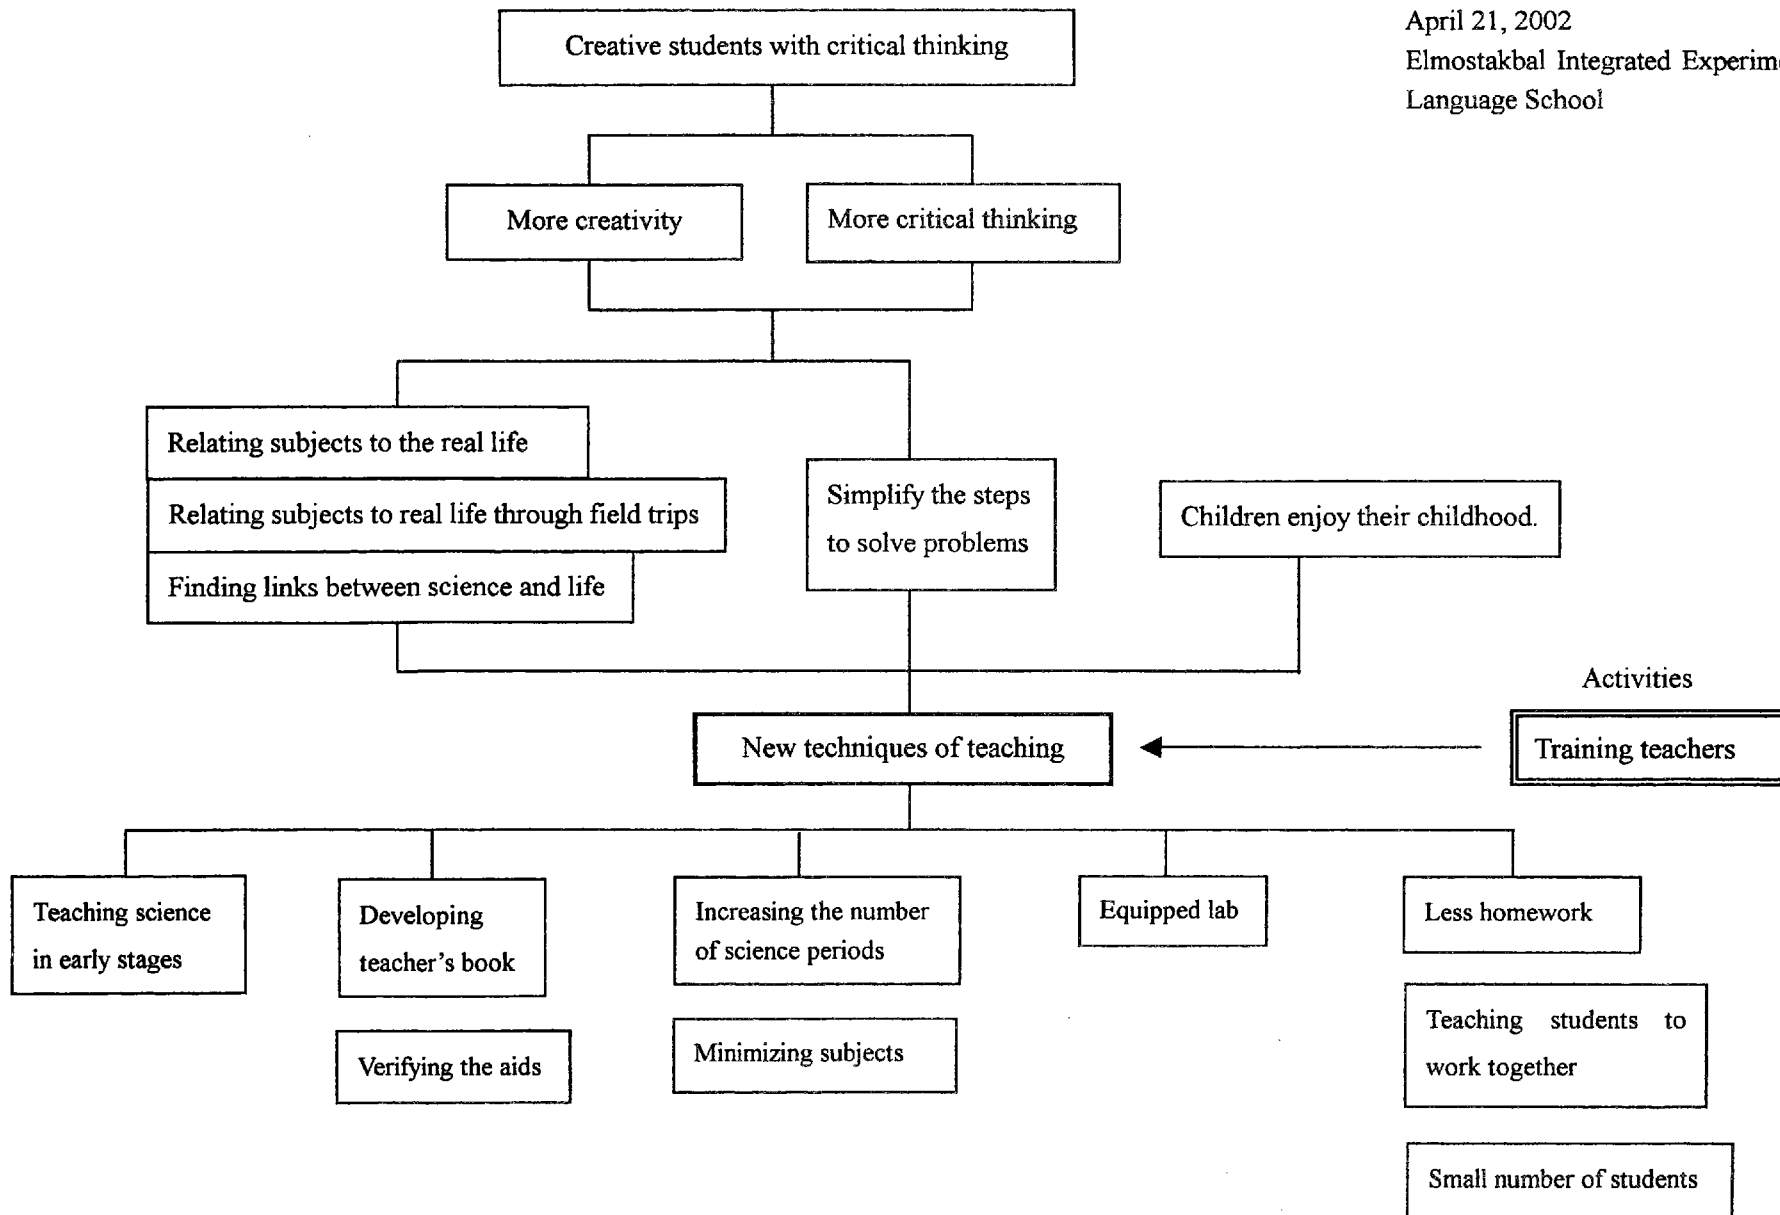 April 21, 2002
Elmostakbal Integrated
Language School
Creative students with critical thinking
More creativity
More critical thinking
Relating subjects to the real life
Relating subjects to real life through field trips
Finding links between science and life
Simplify the steps
to solve problems
Children enjoy their childhood.
Activities
New techniques of teaching
Training teachers
Teaching science
in early stages
Developing
teacher's book
Verifying the aids
Increasing the number
of science periods
Minimizing subjects
Equipped lab
Less homework
Teaching students to
work together
Small number of students